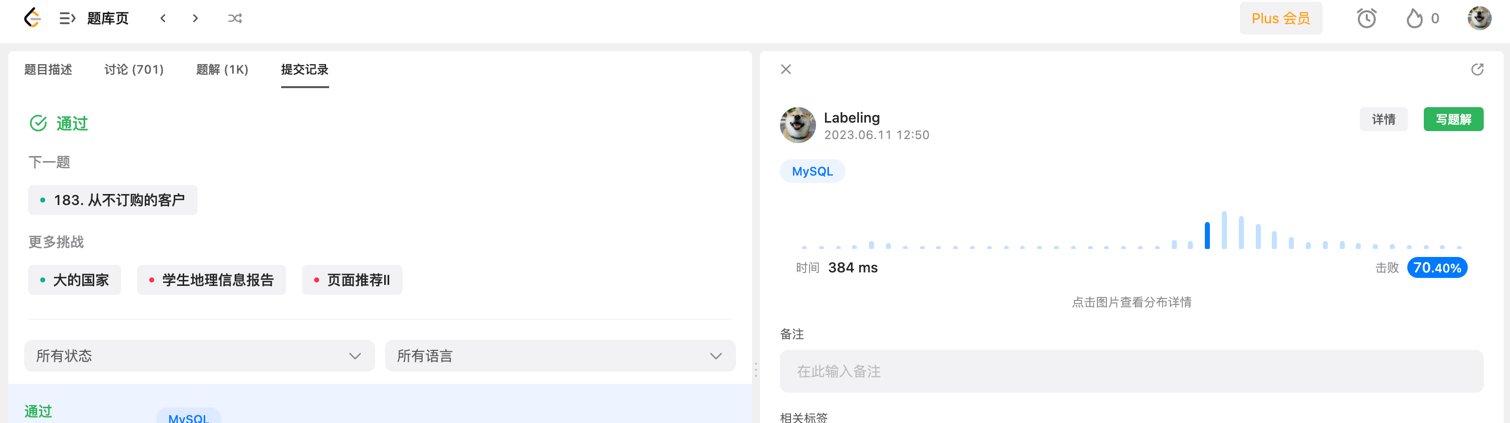 题库页
Plus 会员
0
题目描述
讨论 (701)
题解 (1K)
提交记录
通过
下一题
183. 从不订购的客户
更多挑战
大的国家
学生地理信息报告
页面推荐II
所有状态
所有语言
通过
MySQL
Labeling
2023.06.11 12:50
详情
写题解
MySQL
时间 384 ms
击败 70.40%
点击图片查看分布详情
备注
在此输入备注
相关标签